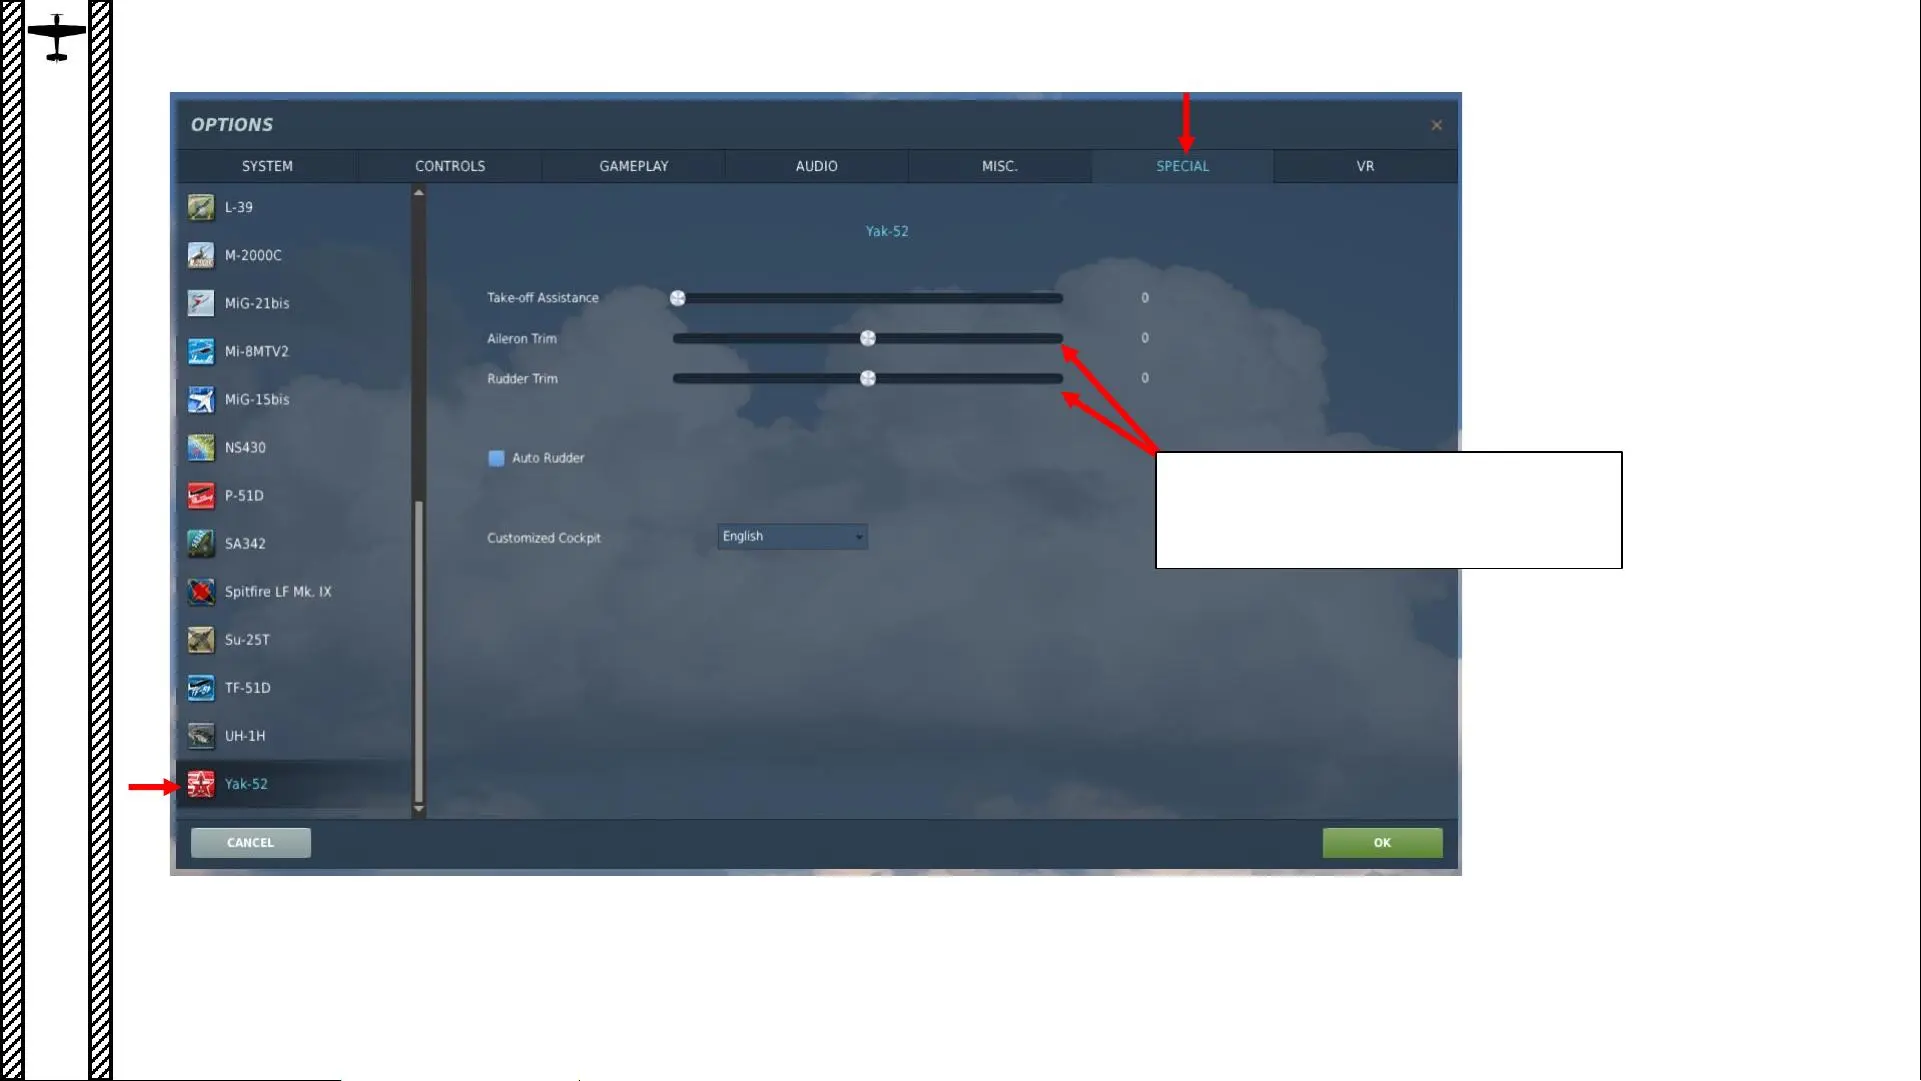 OPTIONS
SYSTEM CONTROLS GAMEPLAY AUDIO MISC. SPECIAL VR
L-39
M-2000C
MiG-21bis
Mi-8MTV2
MiG-15bis
NS430
P-51D
SA342
Spitfire LF Mk. IX
Su-25T
TF-51D
UH-1H
Yak-52
Yak-52
Take-off Assistance 0
Aileron Trim 0
Rudder Trim 0
Auto Rudder
Customized Cockpit English
CANCEL OK